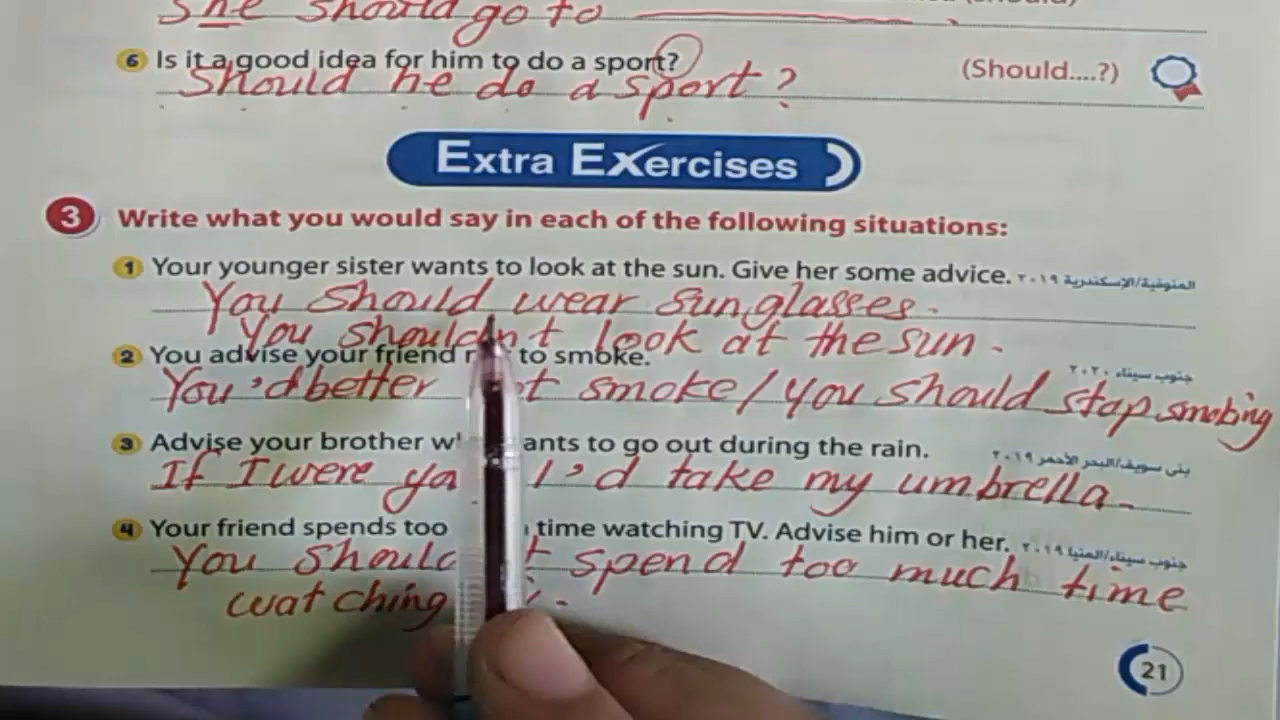 She should go to
(should)
6 Is it a good idea for him to do a sport? (Should....?)
Should he do a sport?
Extra Exercises
3 Write what you would say in each of the following situations:
1 Your younger sister wants to look at the sun. Give her some advice. المنوفية/الإسكندرية ٢٠١٩
You should wear sunglasses.
You shouldn't look at the sun.
2 You advise your friend to smoke. جنوب سيناء ٢٠٢٠
You'd better smoke / you should stop smoking
3 Advise your brother wants to go out during the rain. بنى سويف/البحر الأحمر ٢٠١٩
If I were I'd take my umbrella.
4 Your friend spends too time watching TV. Advise him or her. جنوب سيناء/المنيا ٢٠١٩
You spend too much time
watching
21